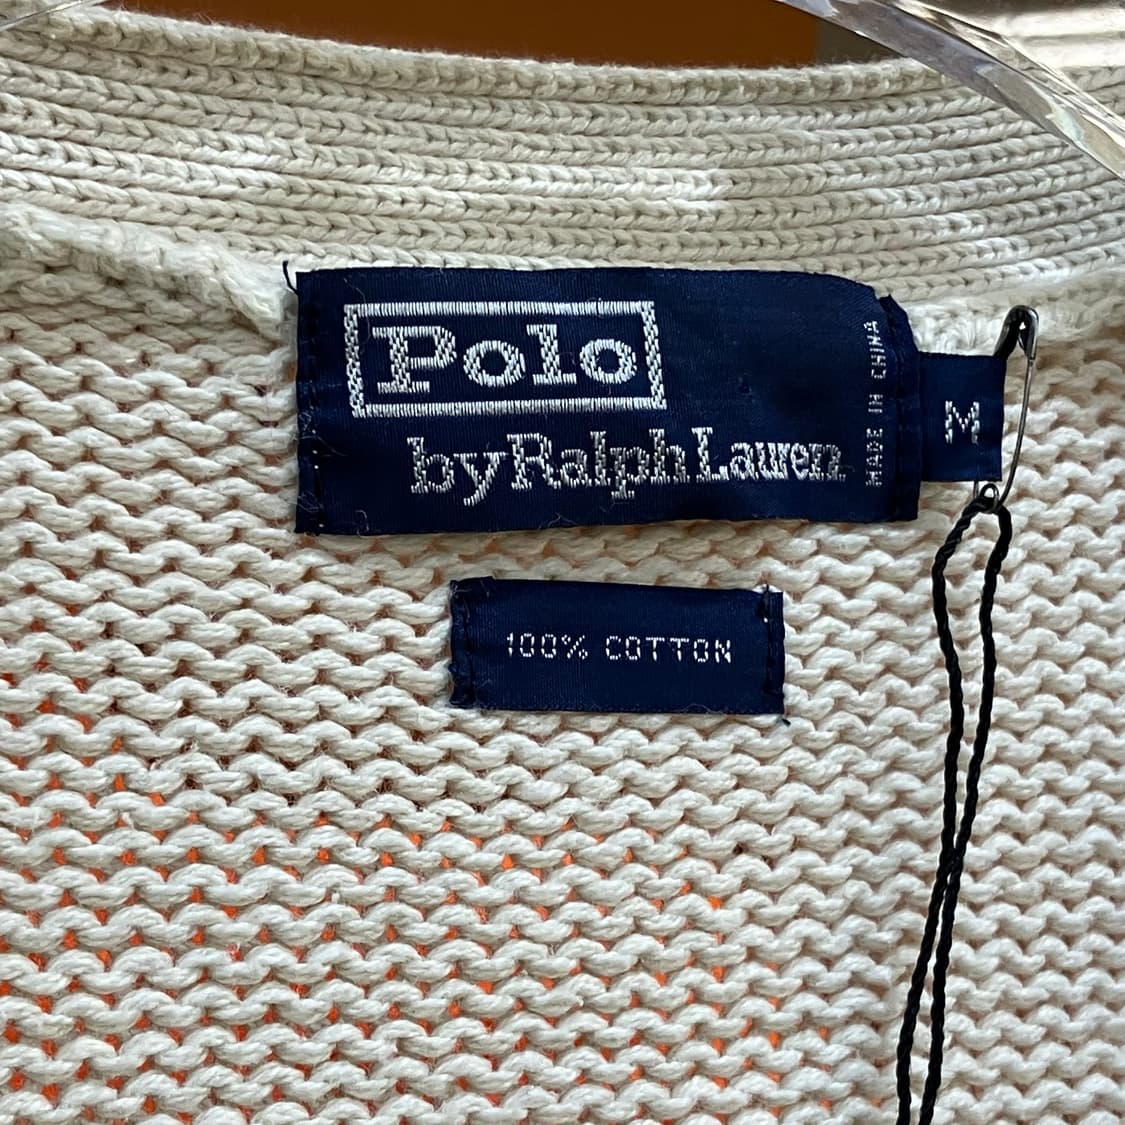 Polo
by Ralph Lauren
MADE IN CHINA
M
100% COTTON